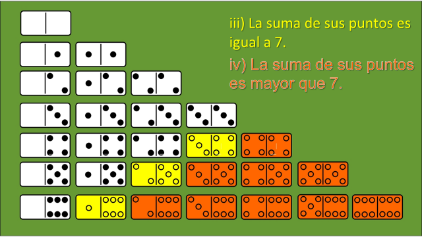 iii) La suma de sus puntos es
igual a 7.
iv) La suma de sus puntos
es mayor que 7.